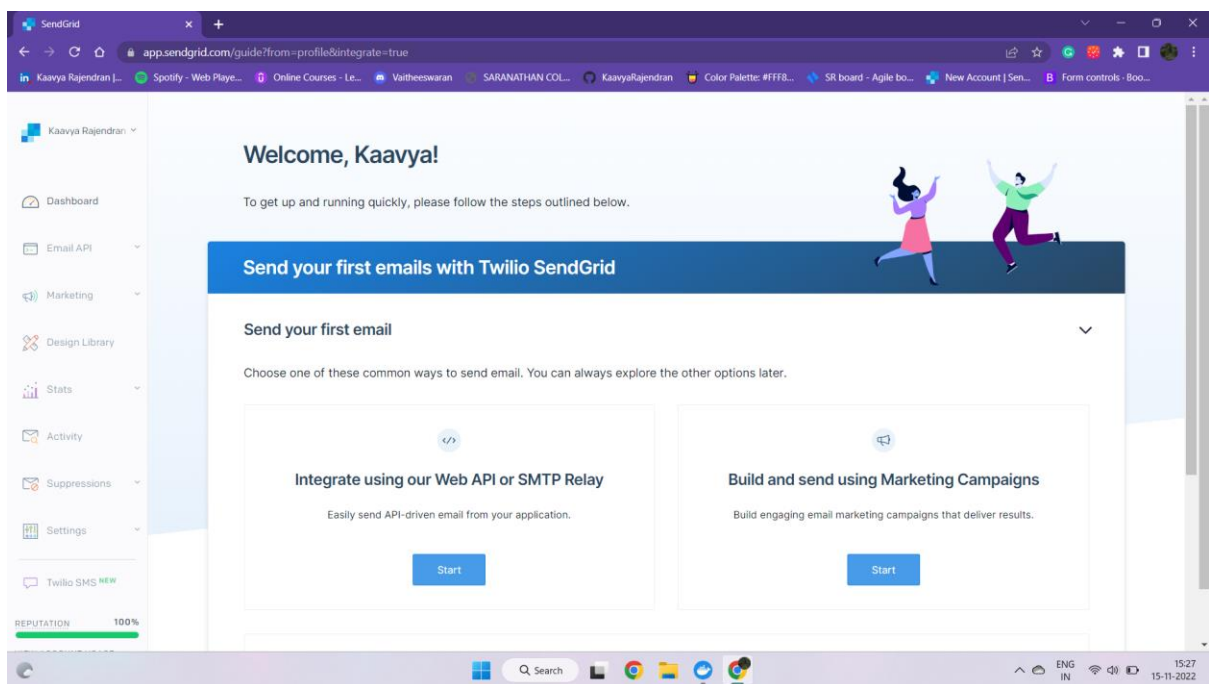 SendGrid
app.sendgrid.com/guide?from=profile&integrate=true
Kaavya Rajendran |... Spotify - Web Playe... Online Courses - Le... Vaitheeswaran SARANATHAN COL... KaavyaRajendran Color Palette: #FFF8... SR board - Agile bo... New Account | Sen... Form controls · Boo...
Kaavya Rajendran
Dashboard
Email API
Marketing
Design Library
Stats
Activity
Suppressions
Settings
Twilio SMS NEW
REPUTATION 100%
Welcome, Kaavya!
To get up and running quickly, please follow the steps outlined below.
Send your first emails with Twilio SendGrid
Send your first email
Choose one of these common ways to send email. You can always explore the other options later.
Integrate using our Web API or SMTP Relay
Easily send API-driven email from your application.
Start
Build and send using Marketing Campaigns
Build engaging email marketing campaigns that deliver results.
Start
Search
ENG
IN
15:27
15-11-2022